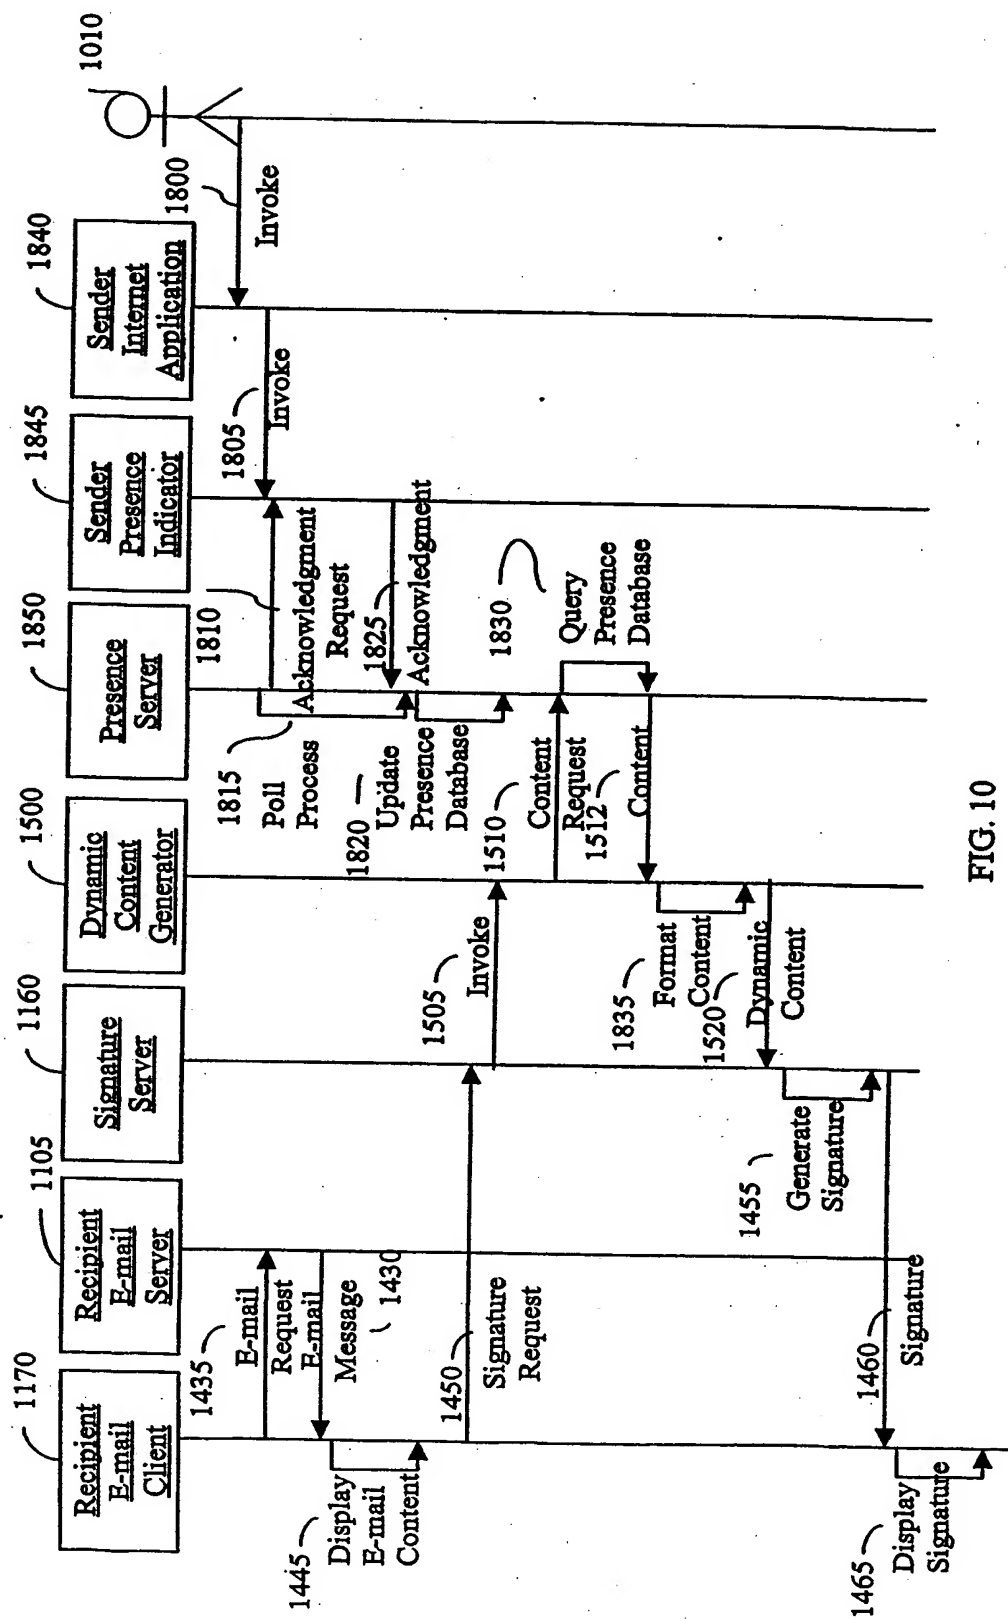 1170
Recipient
E-mail
Client
1105
Recipient
E-mail
Server
1160
Signature
Server
1500
Dynamic
Content
Generator
1850
Presence
Server
1845
Sender
Presence
Indicator
1840
Sender
Internet
Application
1010
1800
Invoke
1805
Invoke
1810
Acknowledgment
Request
1815
Poll
Process
1825
Acknowledgment
1820
Update
Presence
Database
1435
E-mail
Request
E-mail
Message
1430
1445
Display
E-mail
Content
1450
Signature
Request
1505
Invoke
1510
Content
Request
1830
Query
Presence
Database
1512
Content
1835
Format
Content
1520
Dynamic
Content
1455
Generate
Signature
1460
Signature
1465
Display
Signature
FIG. 10